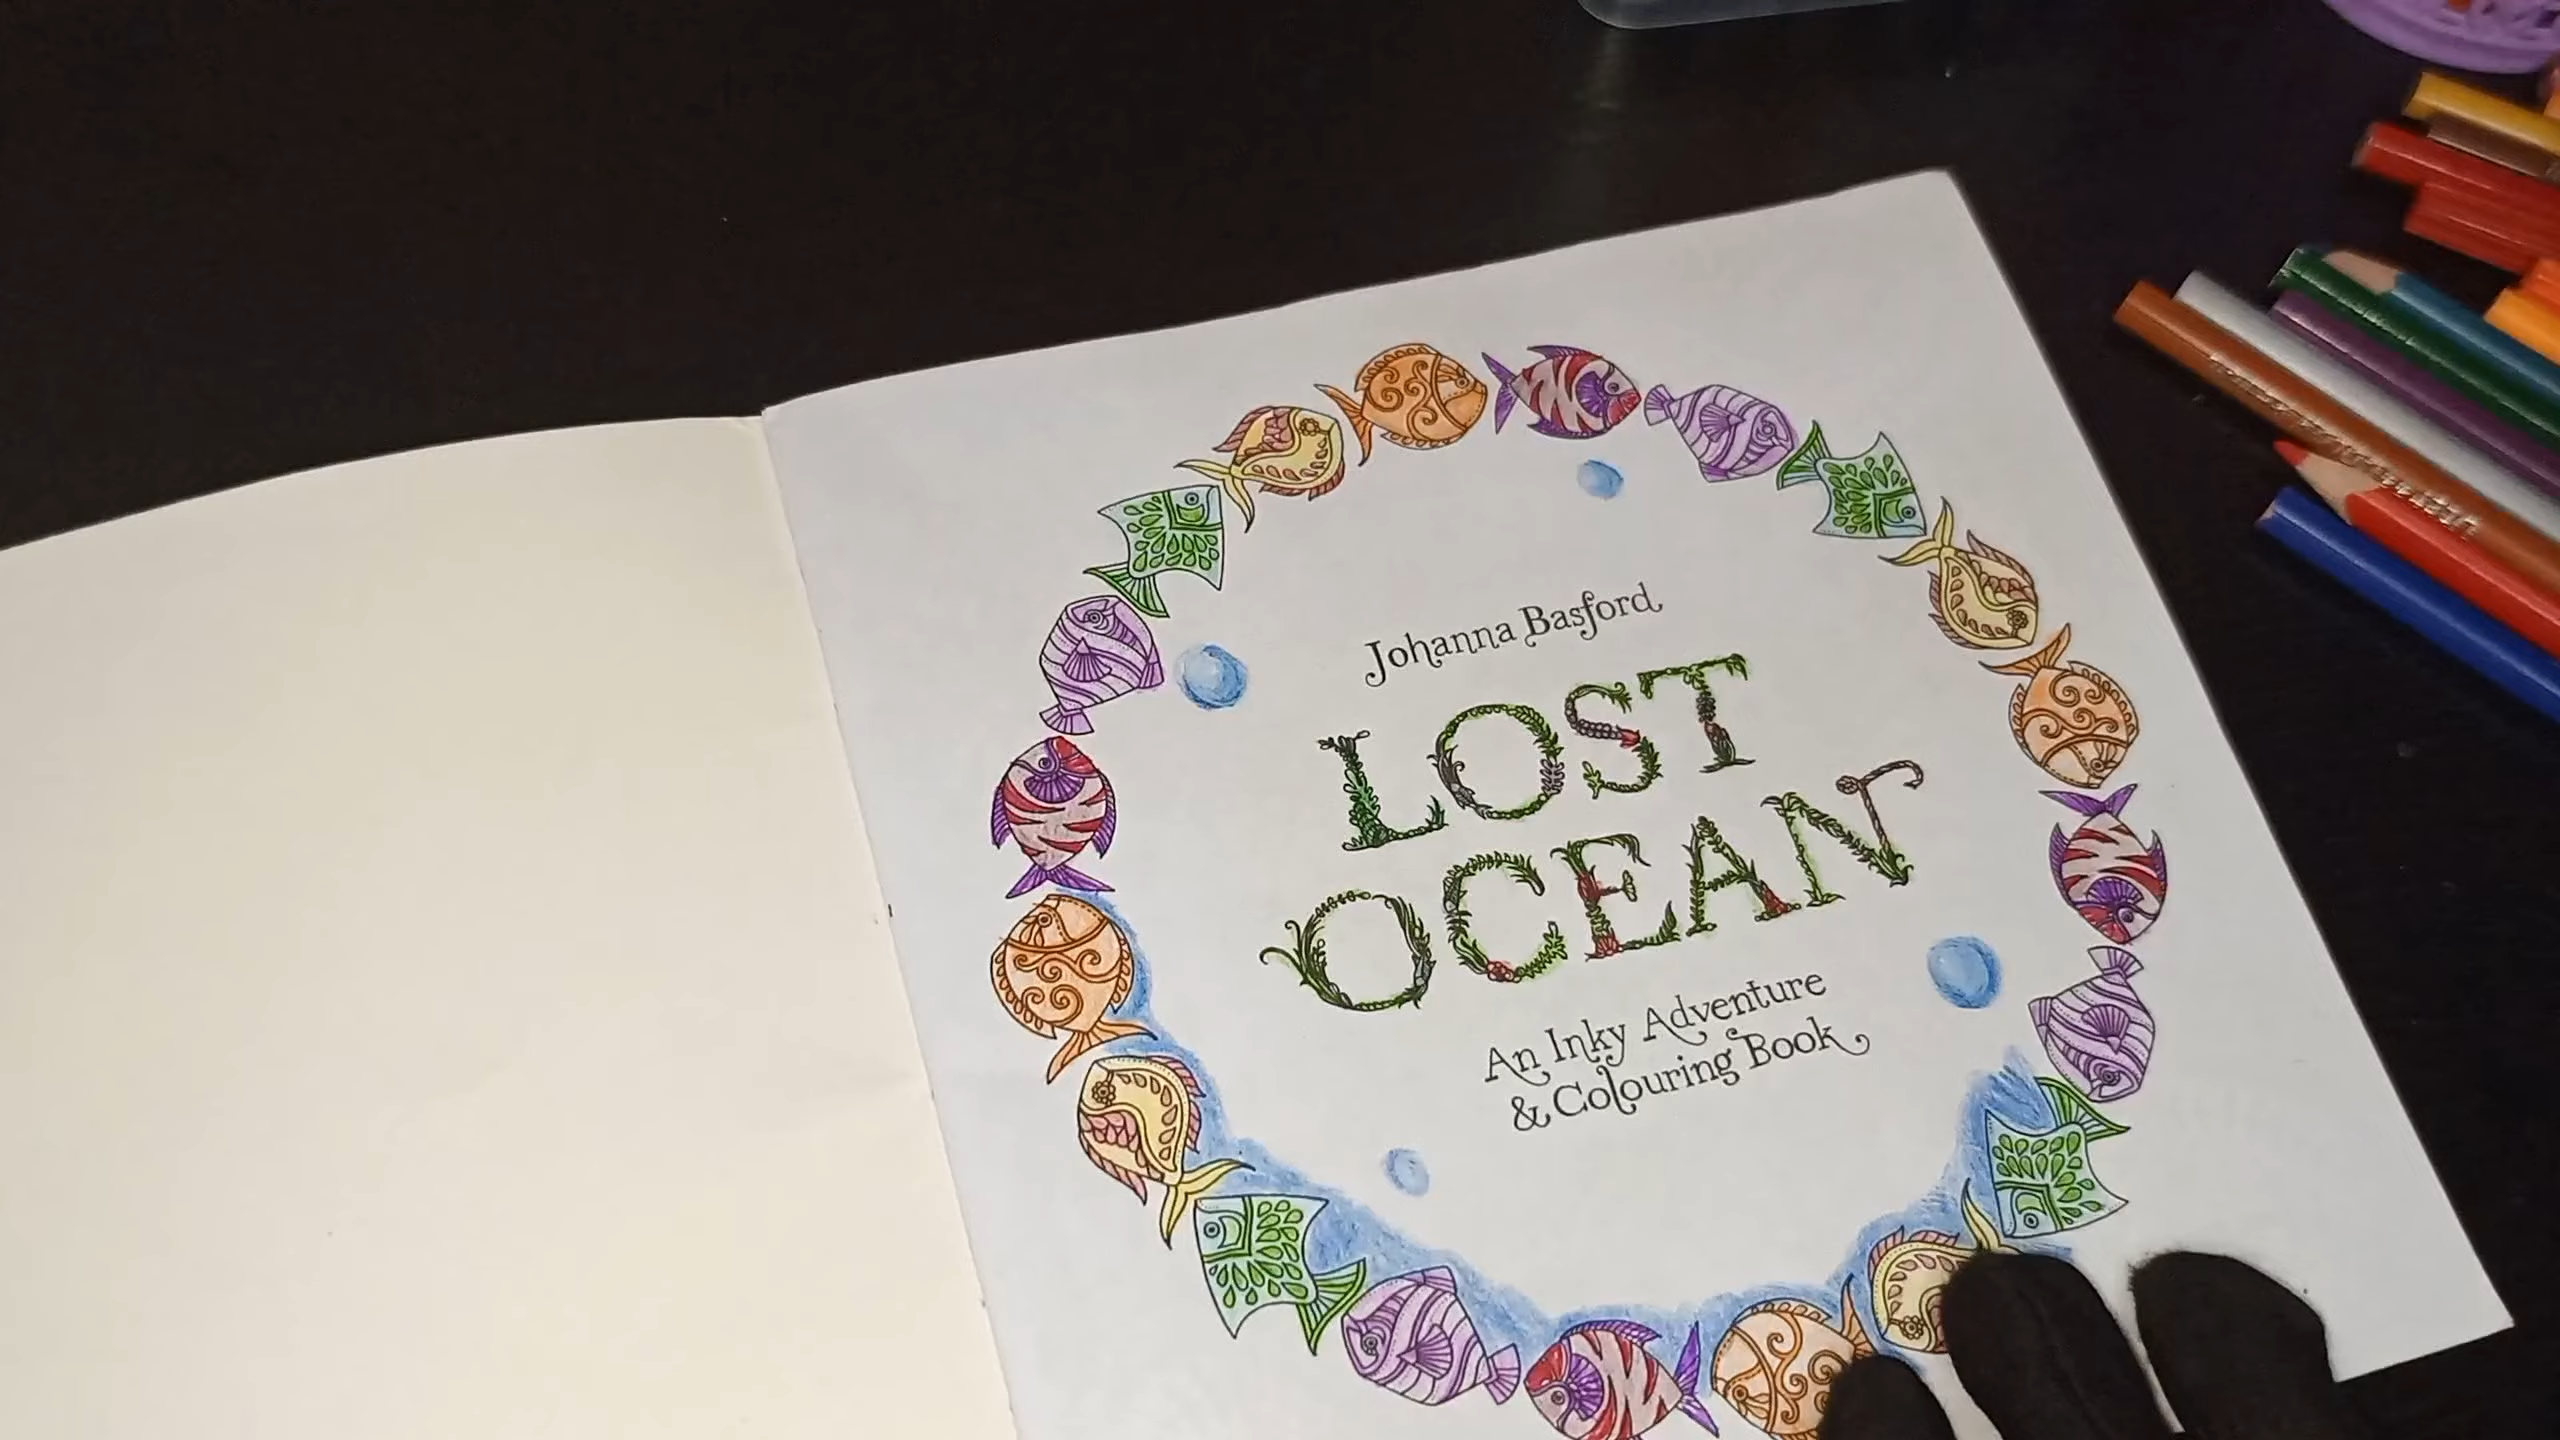 Johanna Basford
LOST
OCEAN
An Inky Adventure
& Colouring Book